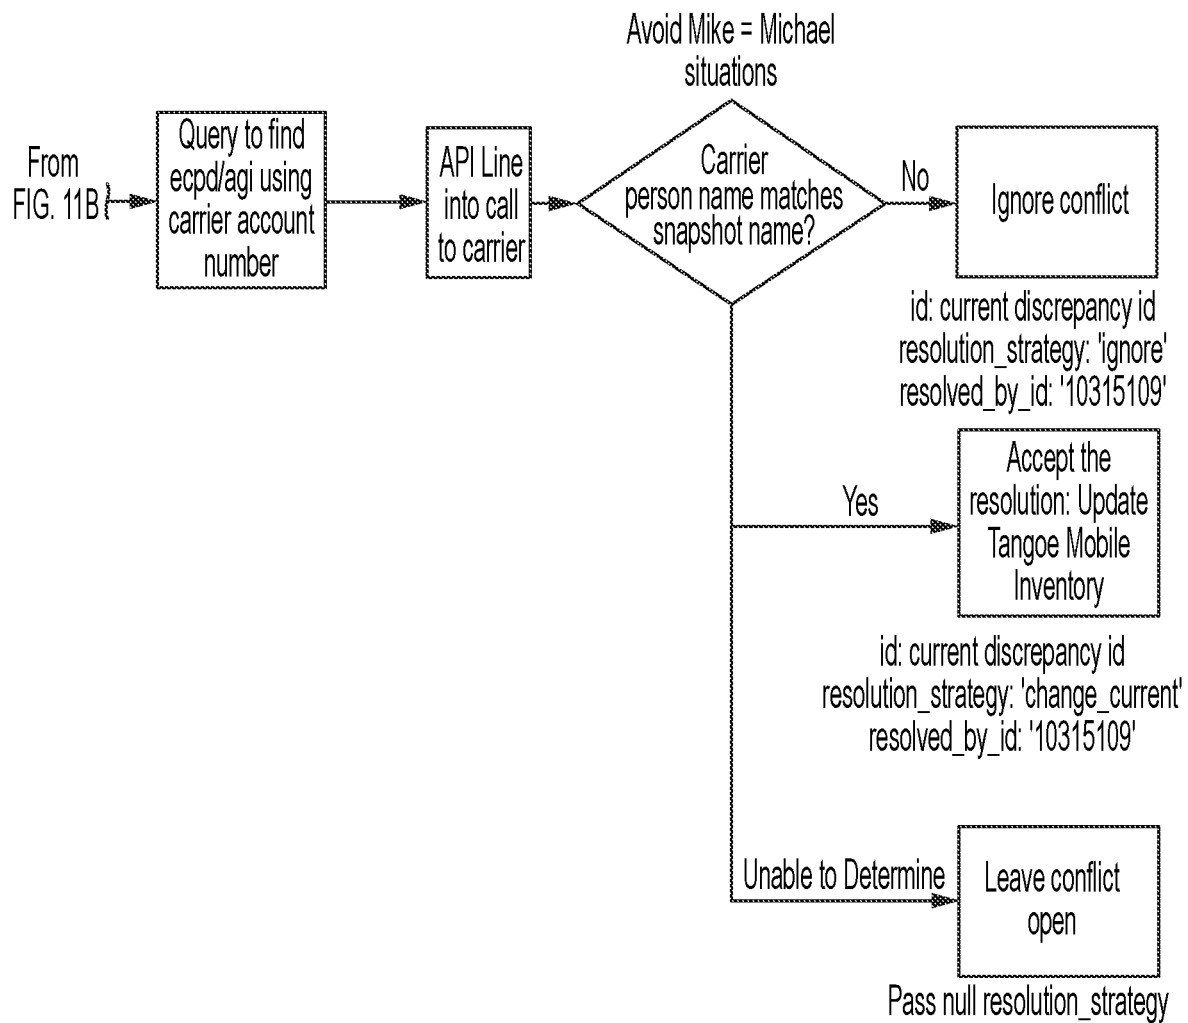 Avoid Mike = Michael
situations
From
FIG. 11B
Query to find
ecpd/agi using
carrier account
number
API Line
into call
to carrier
Carrier
person name matches
snapshot name?
No
Ignore conflict
id: current discrepancy id
resolution_strategy: 'ignore'
resolved_by_id: '10315109'
Yes
Accept the
resolution: Update
Tangoe Mobile
Inventory
id: current discrepancy id
resolution_strategy: 'change_current'
resolved_by_id: '10315109'
Unable to Determine
Leave conflict
open
Pass null resolution_strategy